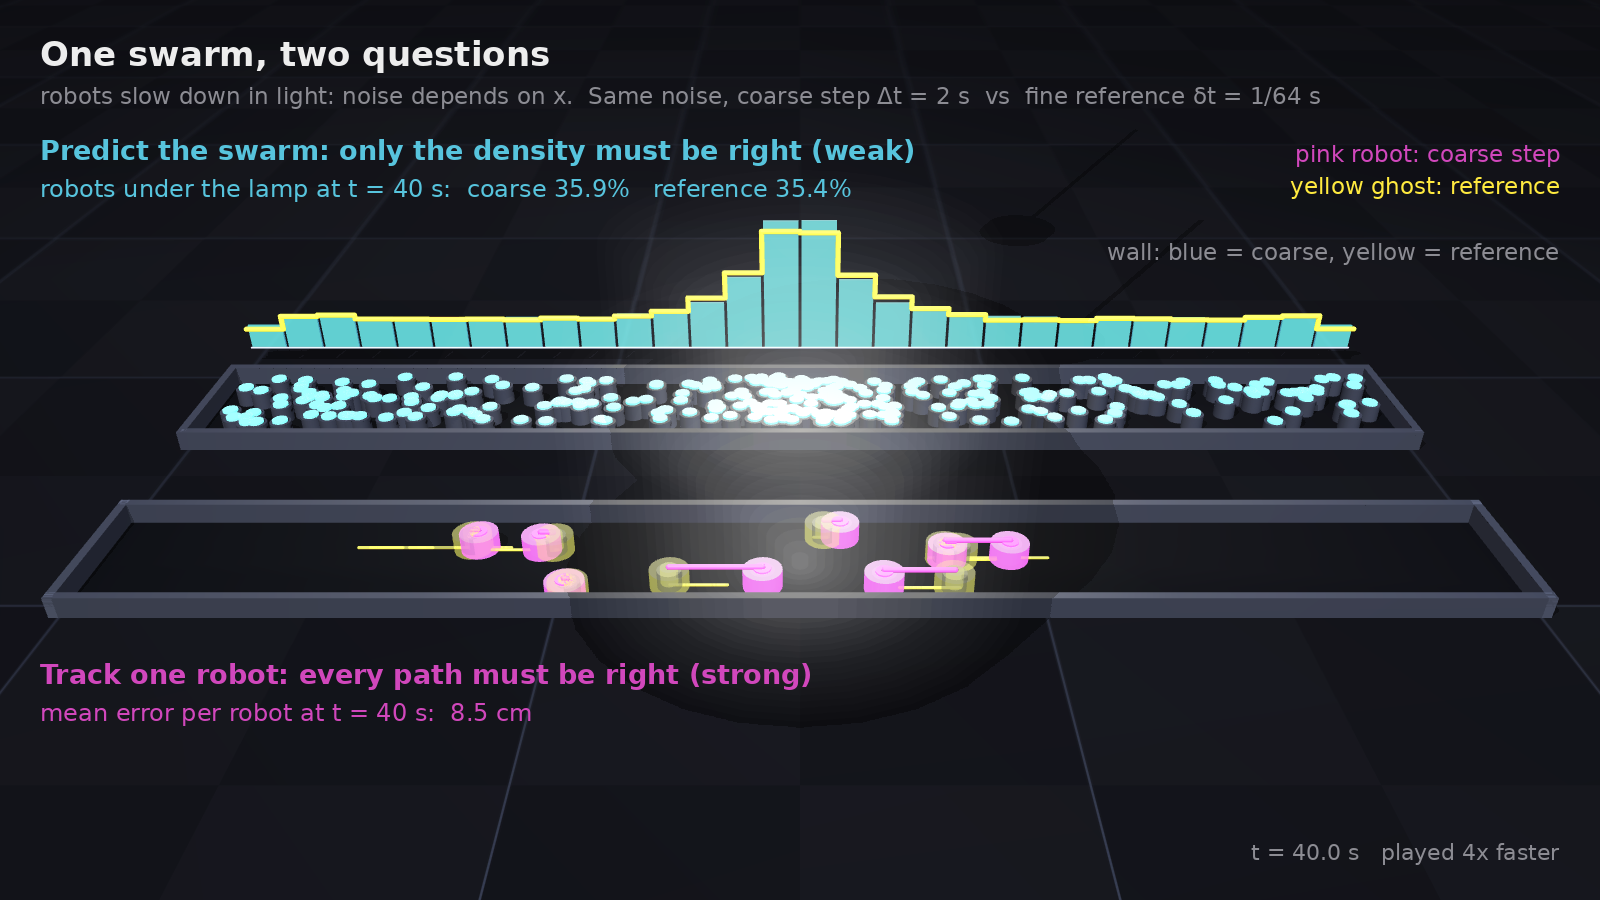 One swarm, two questions
robots slow down in light: noise depends on x.  Same noise, coarse step Δt = 2 s  vs  fine reference δt = 1/64 s
Predict the swarm: only the density must be right (weak)
robots under the lamp at t = 40 s:  coarse 35.9%   reference 35.4%
pink robot: coarse step
yellow ghost: reference
wall: blue = coarse, yellow = reference
Track one robot: every path must be right (strong)
mean error per robot at t = 40 s:  8.5 cm
t = 40.0 s   played 4x faster